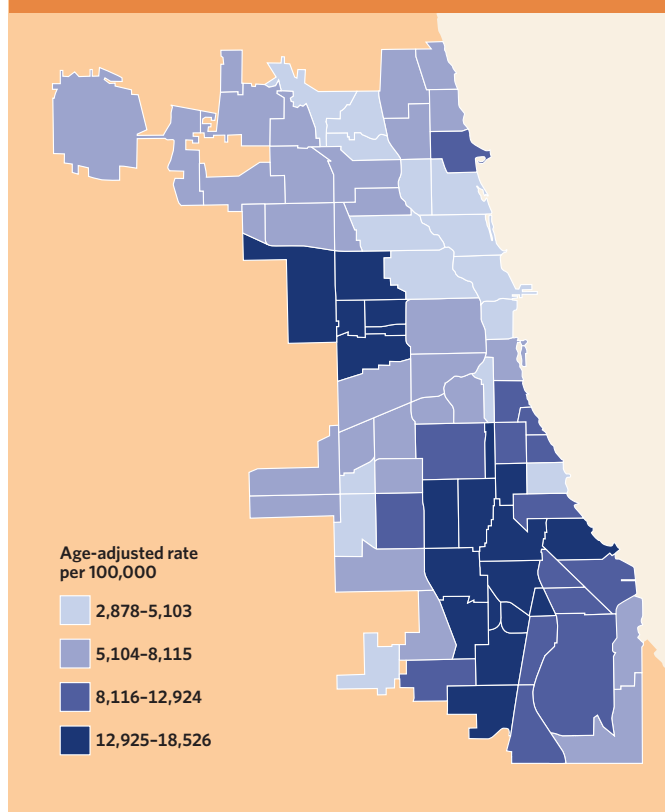 Age-adjusted rate
per 100,000
2,878–5,103
5,104–8,115
8,116–12,924
12,925–18,526